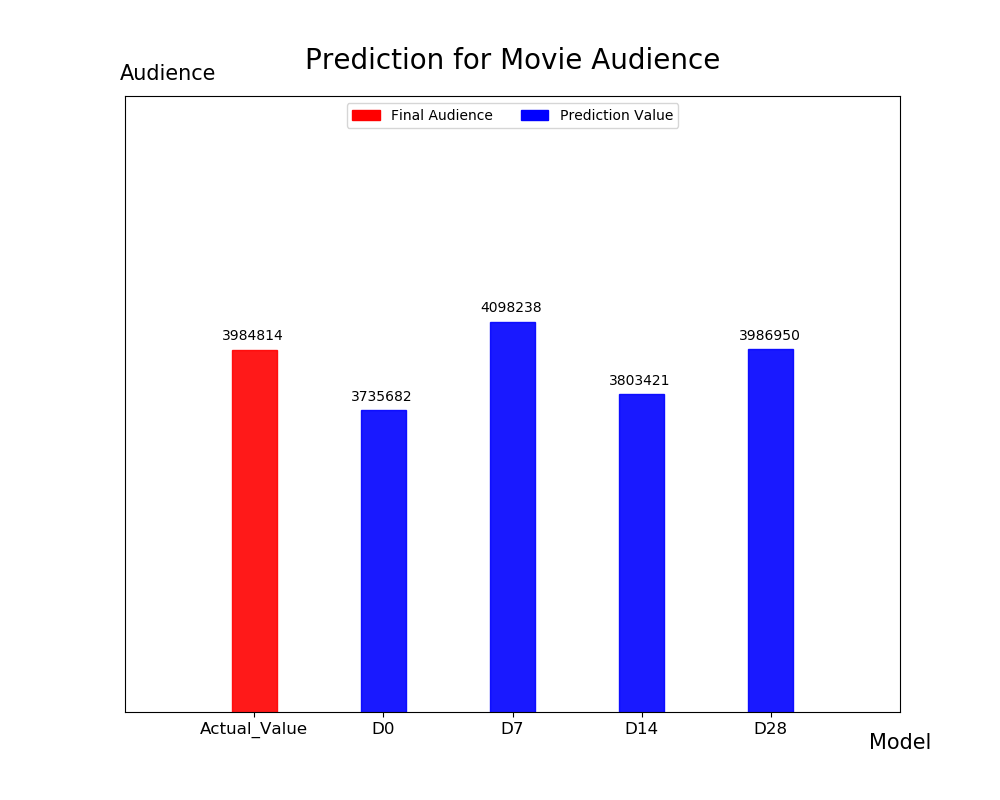 Prediction for Movie Audience
Audience
Final Audience
Prediction Value
4098238
3984814
3986950
3803421
3735682
Actual_Value
D0
D7
D14
D28
Model